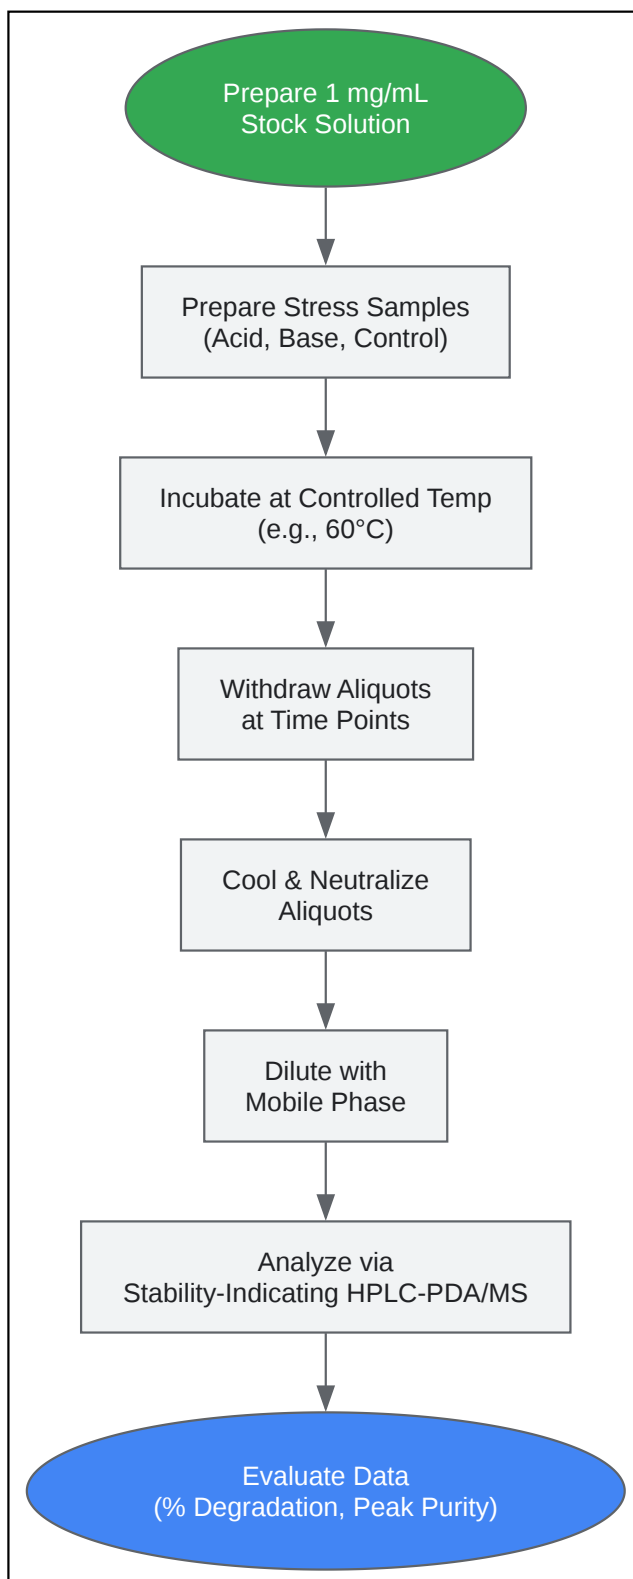 Prepare 1 mg/mL
Stock Solution
Prepare Stress Samples
(Acid, Base, Control)
Incubate at Controlled Temp
(e.g., 60°C)
Withdraw Aliquots
at Time Points
Cool & Neutralize
Aliquots
Dilute with
Mobile Phase
Analyze via
Stability-Indicating HPLC-PDA/MS
Evaluate Data
(% Degradation, Peak Purity)